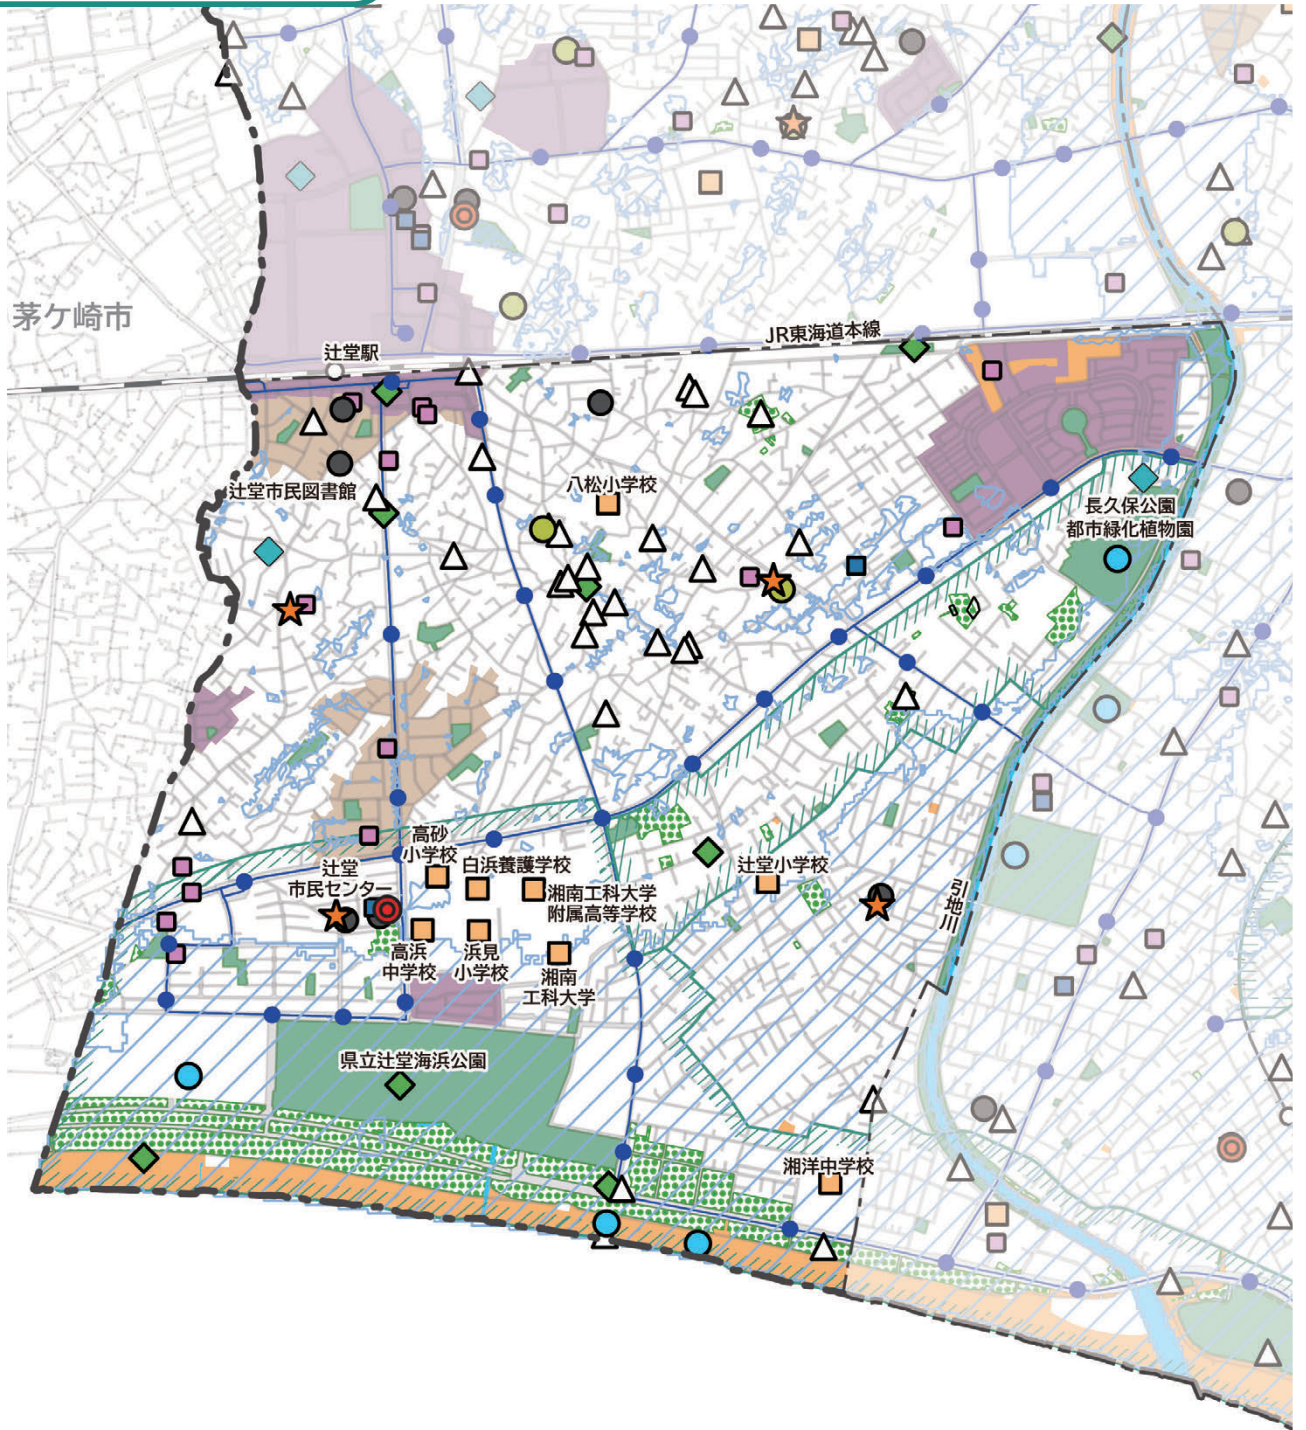 茅ケ崎市
JR東海道本線
辻堂駅
辻堂市民図書館
八松小学校
長久保公園
都市緑化植物園
高砂
小学校
白浜養護学校
辻堂
市民センター
湘南工科大学
附属高等学校
辻堂小学校
引地川
高浜
中学校
浜見
小学校
湘南
工科大学
県立辻堂海浜公園
湘洋中学校